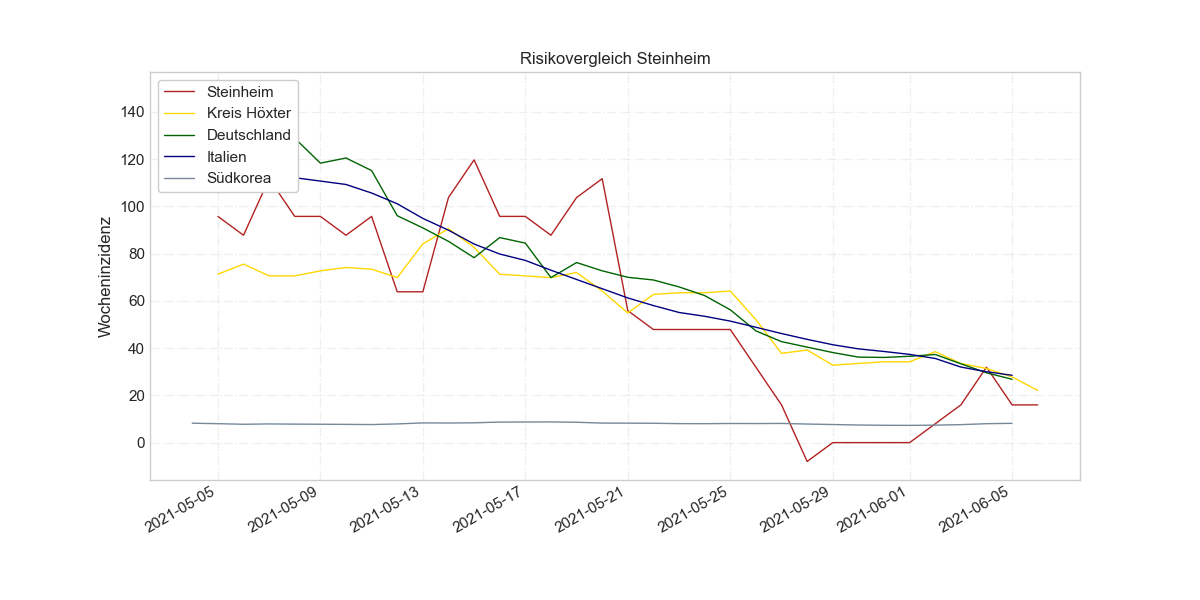 Risikovergleich Steinheim
Steinheim
Kreis Höxter
Deutschland
Italien
Südkorea
Wocheninzidenz
140
120
100
80
60
40
20
0
2021-05-05
2021-05-09
2021-05-13
2021-05-17
2021-05-21
2021-05-25
2021-05-29
2021-06-01
2021-06-05